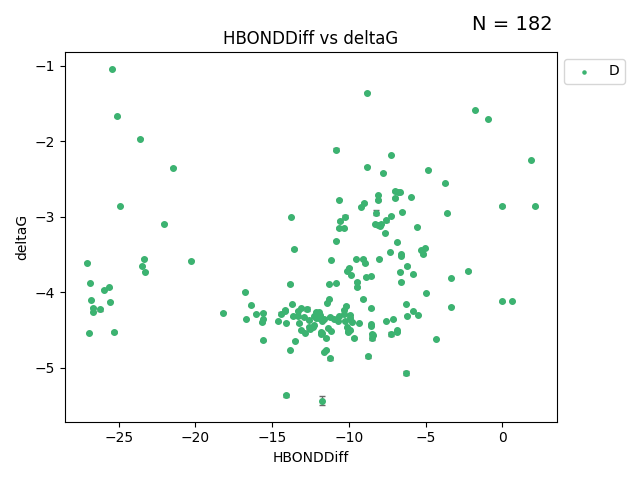 N = 182
HBONDDiff vs deltaG
D
−1
−2
−3
−4
−5
deltaG
−25 −20 −15 −10 −5 0
HBONDDiff